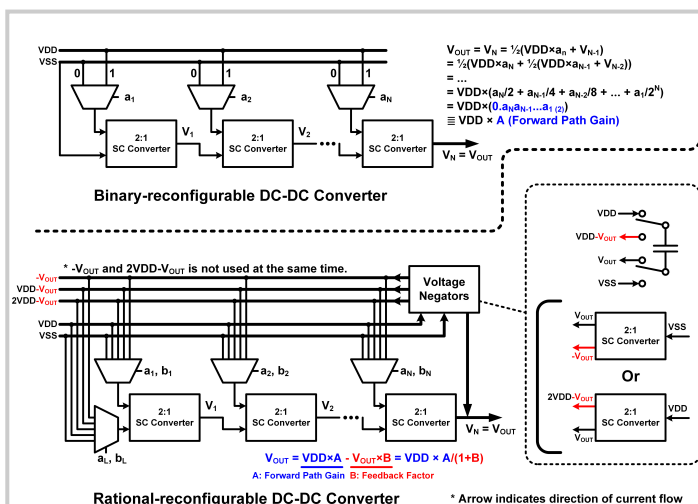 VDD
VSS
0 1 0 1 0 1
a1 a2 aN
2:1 SC Converter V1 2:1 SC Converter V2 2:1 SC Converter
VN = VOUT
Binary-reconfigurable DC-DC Converter
VOUT = VN = ½(VDD×an + VN-1)
= ½(VDD×aN + ½(VDD×aN-1 + VN-2))
= ...
= VDD×(aN/2 + aN-1/4 + aN-2/8 + ... + a1/2^N)
= VDD×(0.aNaN-1...a1 (2))
≣ VDD × A (Forward Path Gain)
* -VOUT and 2VDD-VOUT is not used at the same time.
-VOUT
VDD-VOUT
2VDD-VOUT
VDD
VSS
Voltage Negators
a1, b1 a2, b2 aN, bN
2:1 SC Converter V1 2:1 SC Converter V2 2:1 SC Converter
VN = VOUT
aL, bL
VOUT = VDD×A - VOUT×B = VDD × A/(1+B)
A: Forward Path Gain B: Feedback Factor
Rational-reconfigurable DC-DC Converter
VDD
VDD-VOUT
VOUT
VSS
VOUT
-VOUT
2:1 SC Converter
VSS
Or
2VDD-VOUT
VOUT
2:1 SC Converter
VDD
* Arrow indicates direction of current flow